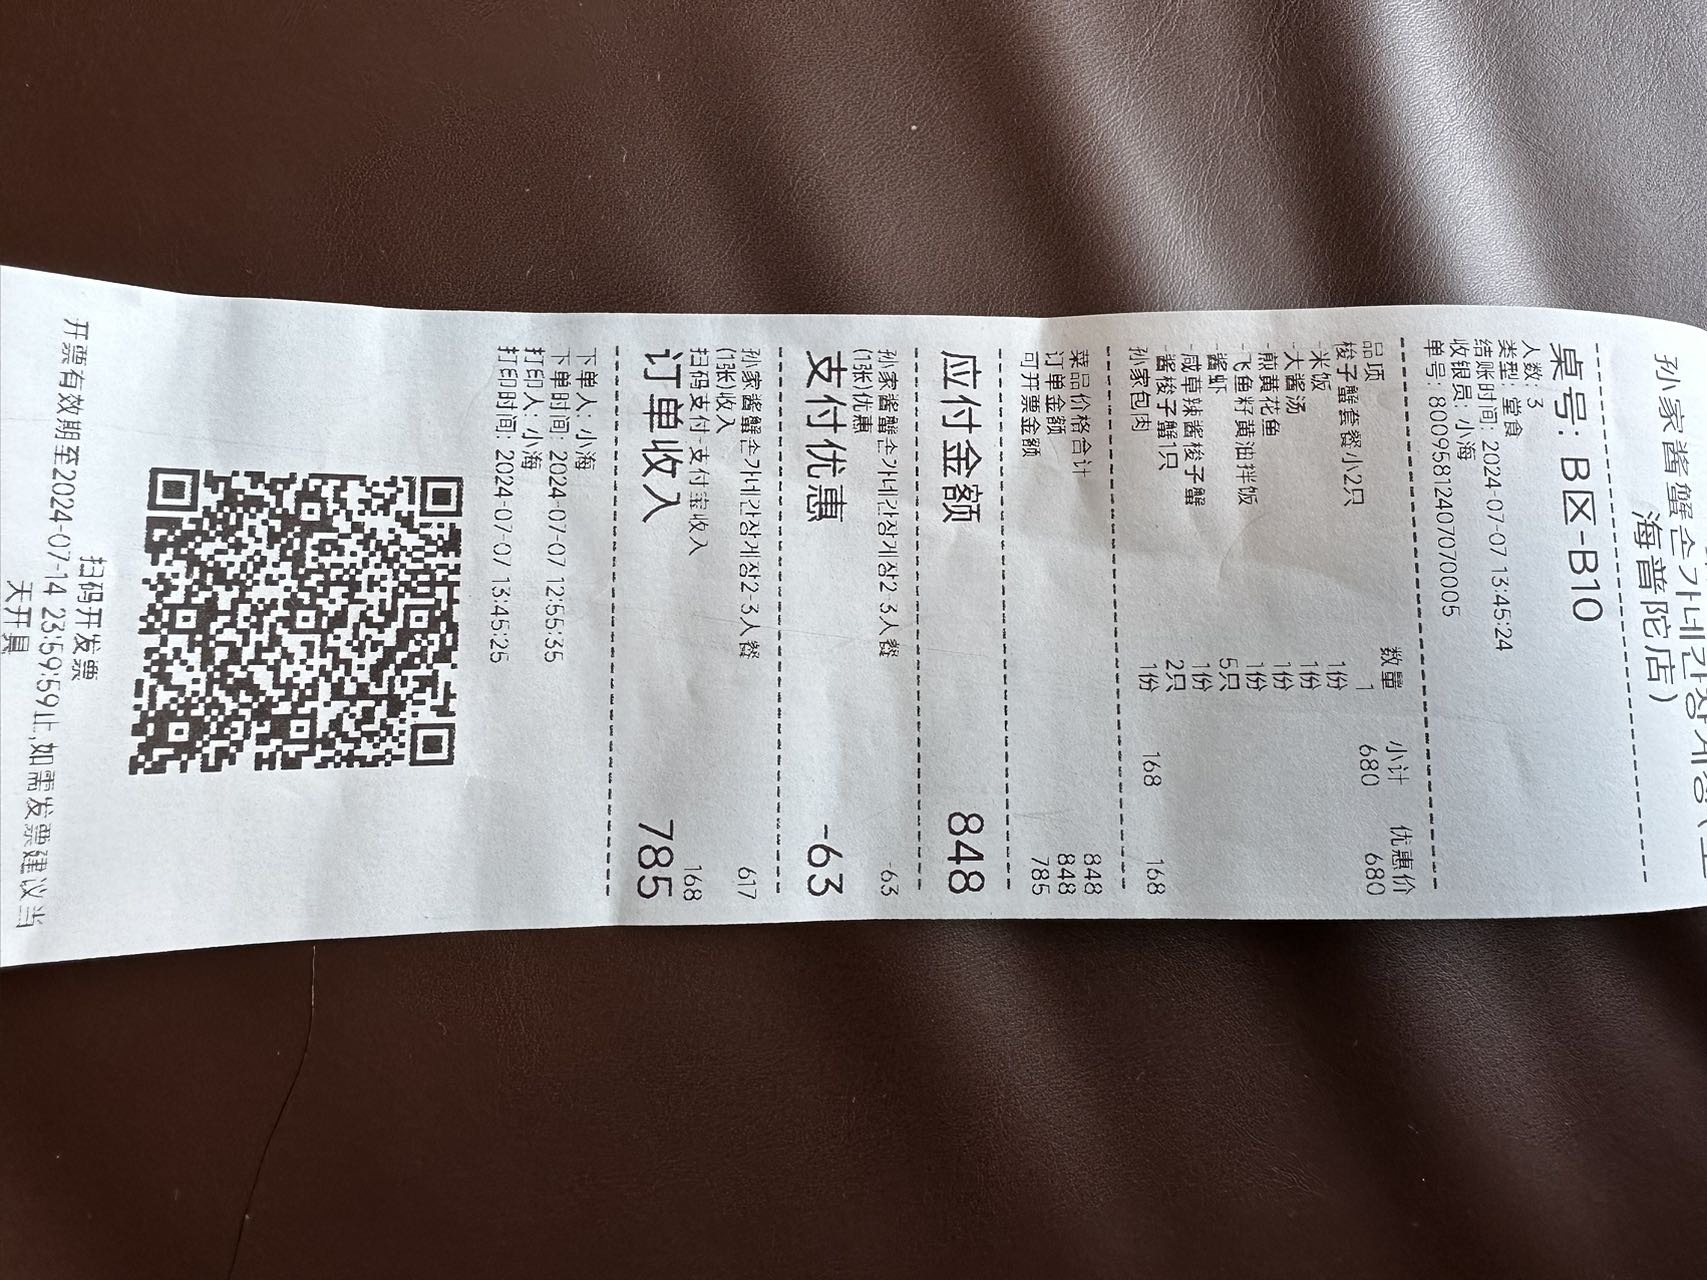 孙家酱蟹손가네간장게장(上
海普陀店)
桌号: B区-B10
人数: 3
类型: 堂食
结账时间: 2024-07-07 13:45:24
收银员: 小海
单号: 80095812407070005
品项 数量 小计 优惠价
梭子蟹套餐小2只 1 680 680
-米饭 1份
-大酱汤 1份
-煎黄花鱼 1份
-飞鱼籽黄油拌饭 1份
-酱虾 5只
-咸草辣酱梭子蟹 1份
-酱梭子蟹1只 2只
孙家包肉 1份 168 168
菜品价格合计 848
订单金额 848
可开票金额 785
应付金额 848
孙家酱蟹손가네간장게장2-3人餐 -63
(1张)优惠
支付优惠 -63
孙家酱蟹손가네간장게장2-3人餐 617
(1张)收入
扫码支付-支付宝收入 168
订单收入 785
下单人: 小海
下单时间: 2024-07-07 12:55:35
打印人: 小海
打印时间: 2024-07-07 13:45:25
扫码开发票
开票有效期至2024-07-14 23:59:59止,如需发票建议当
天开具